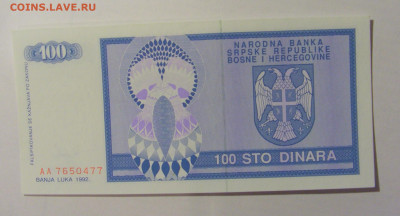 COINS.LAVE.RU
100
NARODNA BANKA
SRPSKE REPUBLIKE
BOSNE I HERCEGOVINE
AA 7650477
BANJA LUKA 1992.
100 STO DINARA